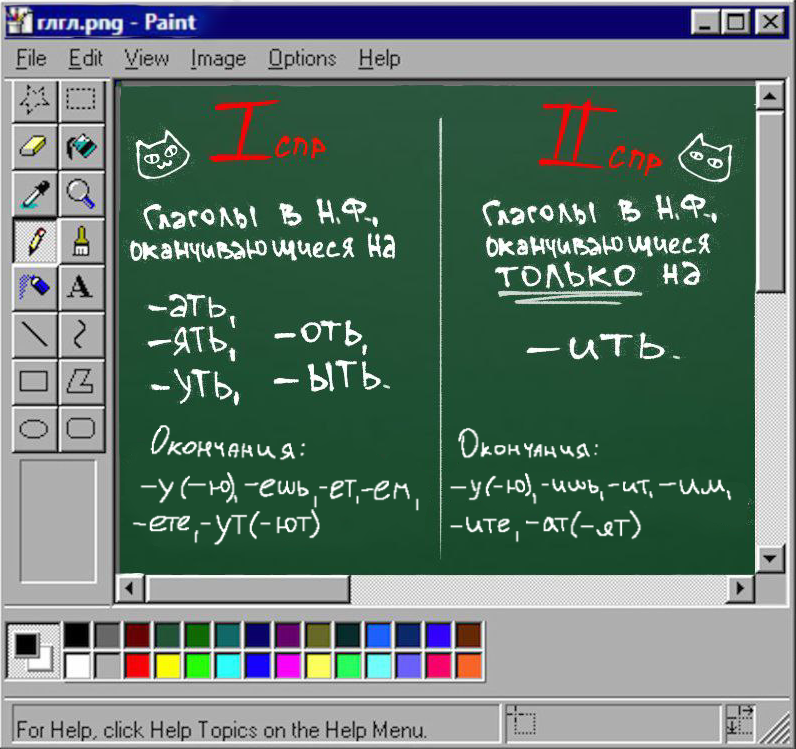 глгл.png - Paint
File Edit View Image Options Help
I спр
Глаголы в Н.Ф.,
оканчивающиеся на
-ать,
-ять, -оть,
-уть, -ыть.
Окончания:
-у(-ю), -ешь, -ет, -ем,
-ете, -ут(-ют)
II спр
Глаголы в Н.Ф.,
оканчивающиеся
ТОЛЬКО на
-ить.
Окончания:
-у(-ю), -ишь, -ит, -им,
-ите, -ат(-ят)
A
For Help, click Help Topics on the Help Menu.